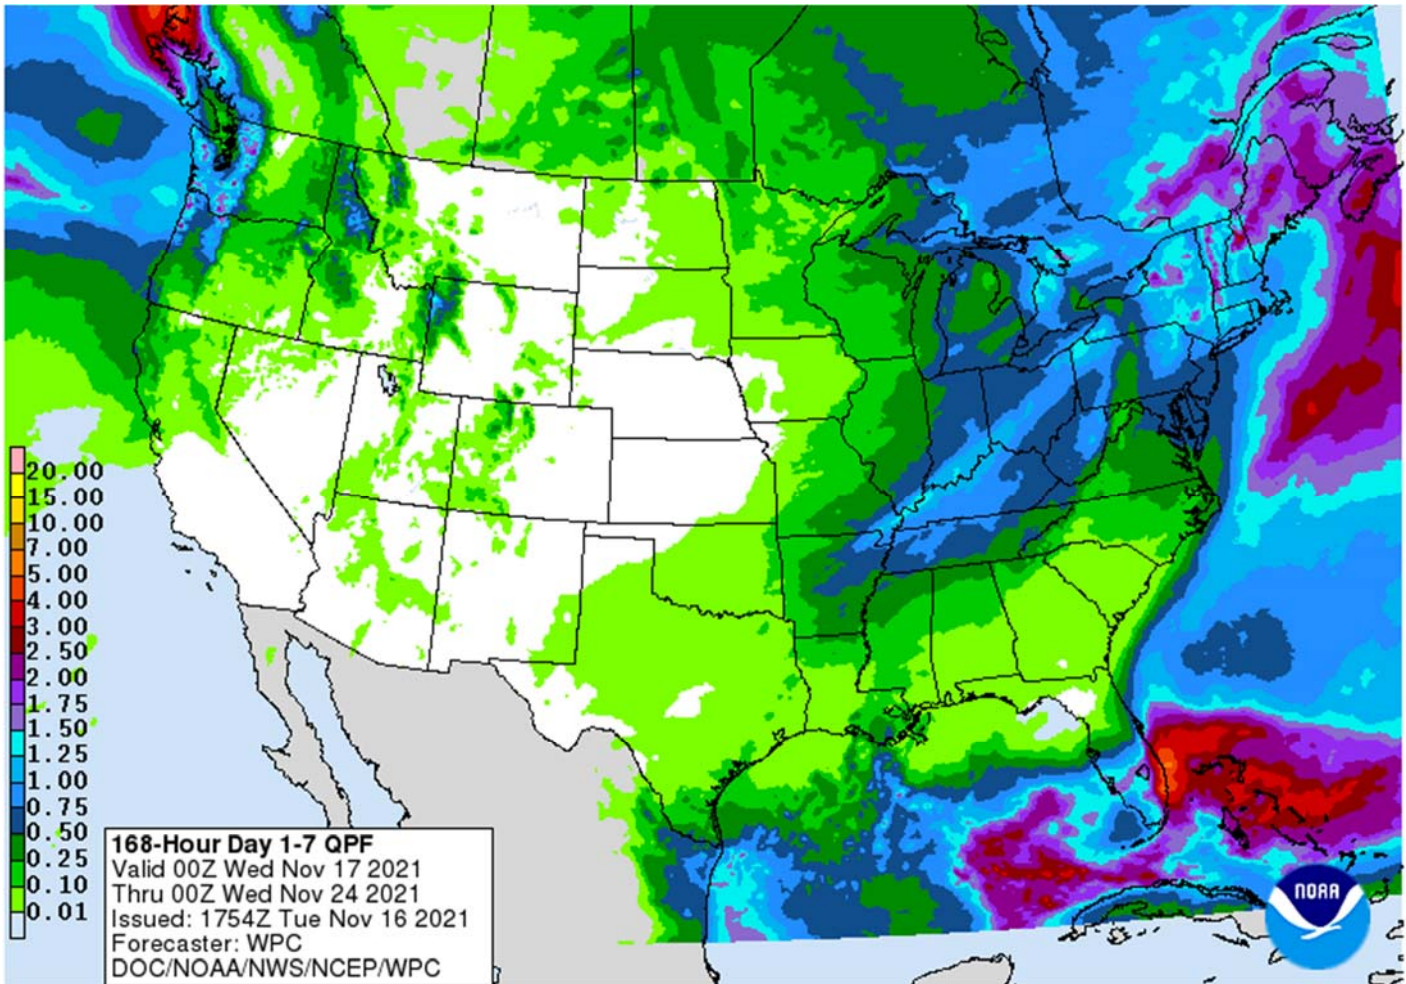 20.00
15.00
10.00
7.00
5.00
4.00
3.00
2.50
2.00
1.75
1.50
1.25
1.00
0.75
0.50
0.25
0.10
0.01
168-Hour Day 1-7 QPF
Valid 00Z Wed Nov 17 2021
Thru 00Z Wed Nov 24 2021
Issued: 1754Z Tue Nov 16 2021
Forecaster: WPC
DOC/NOAA/NWS/NCEP/WPC
NOAA